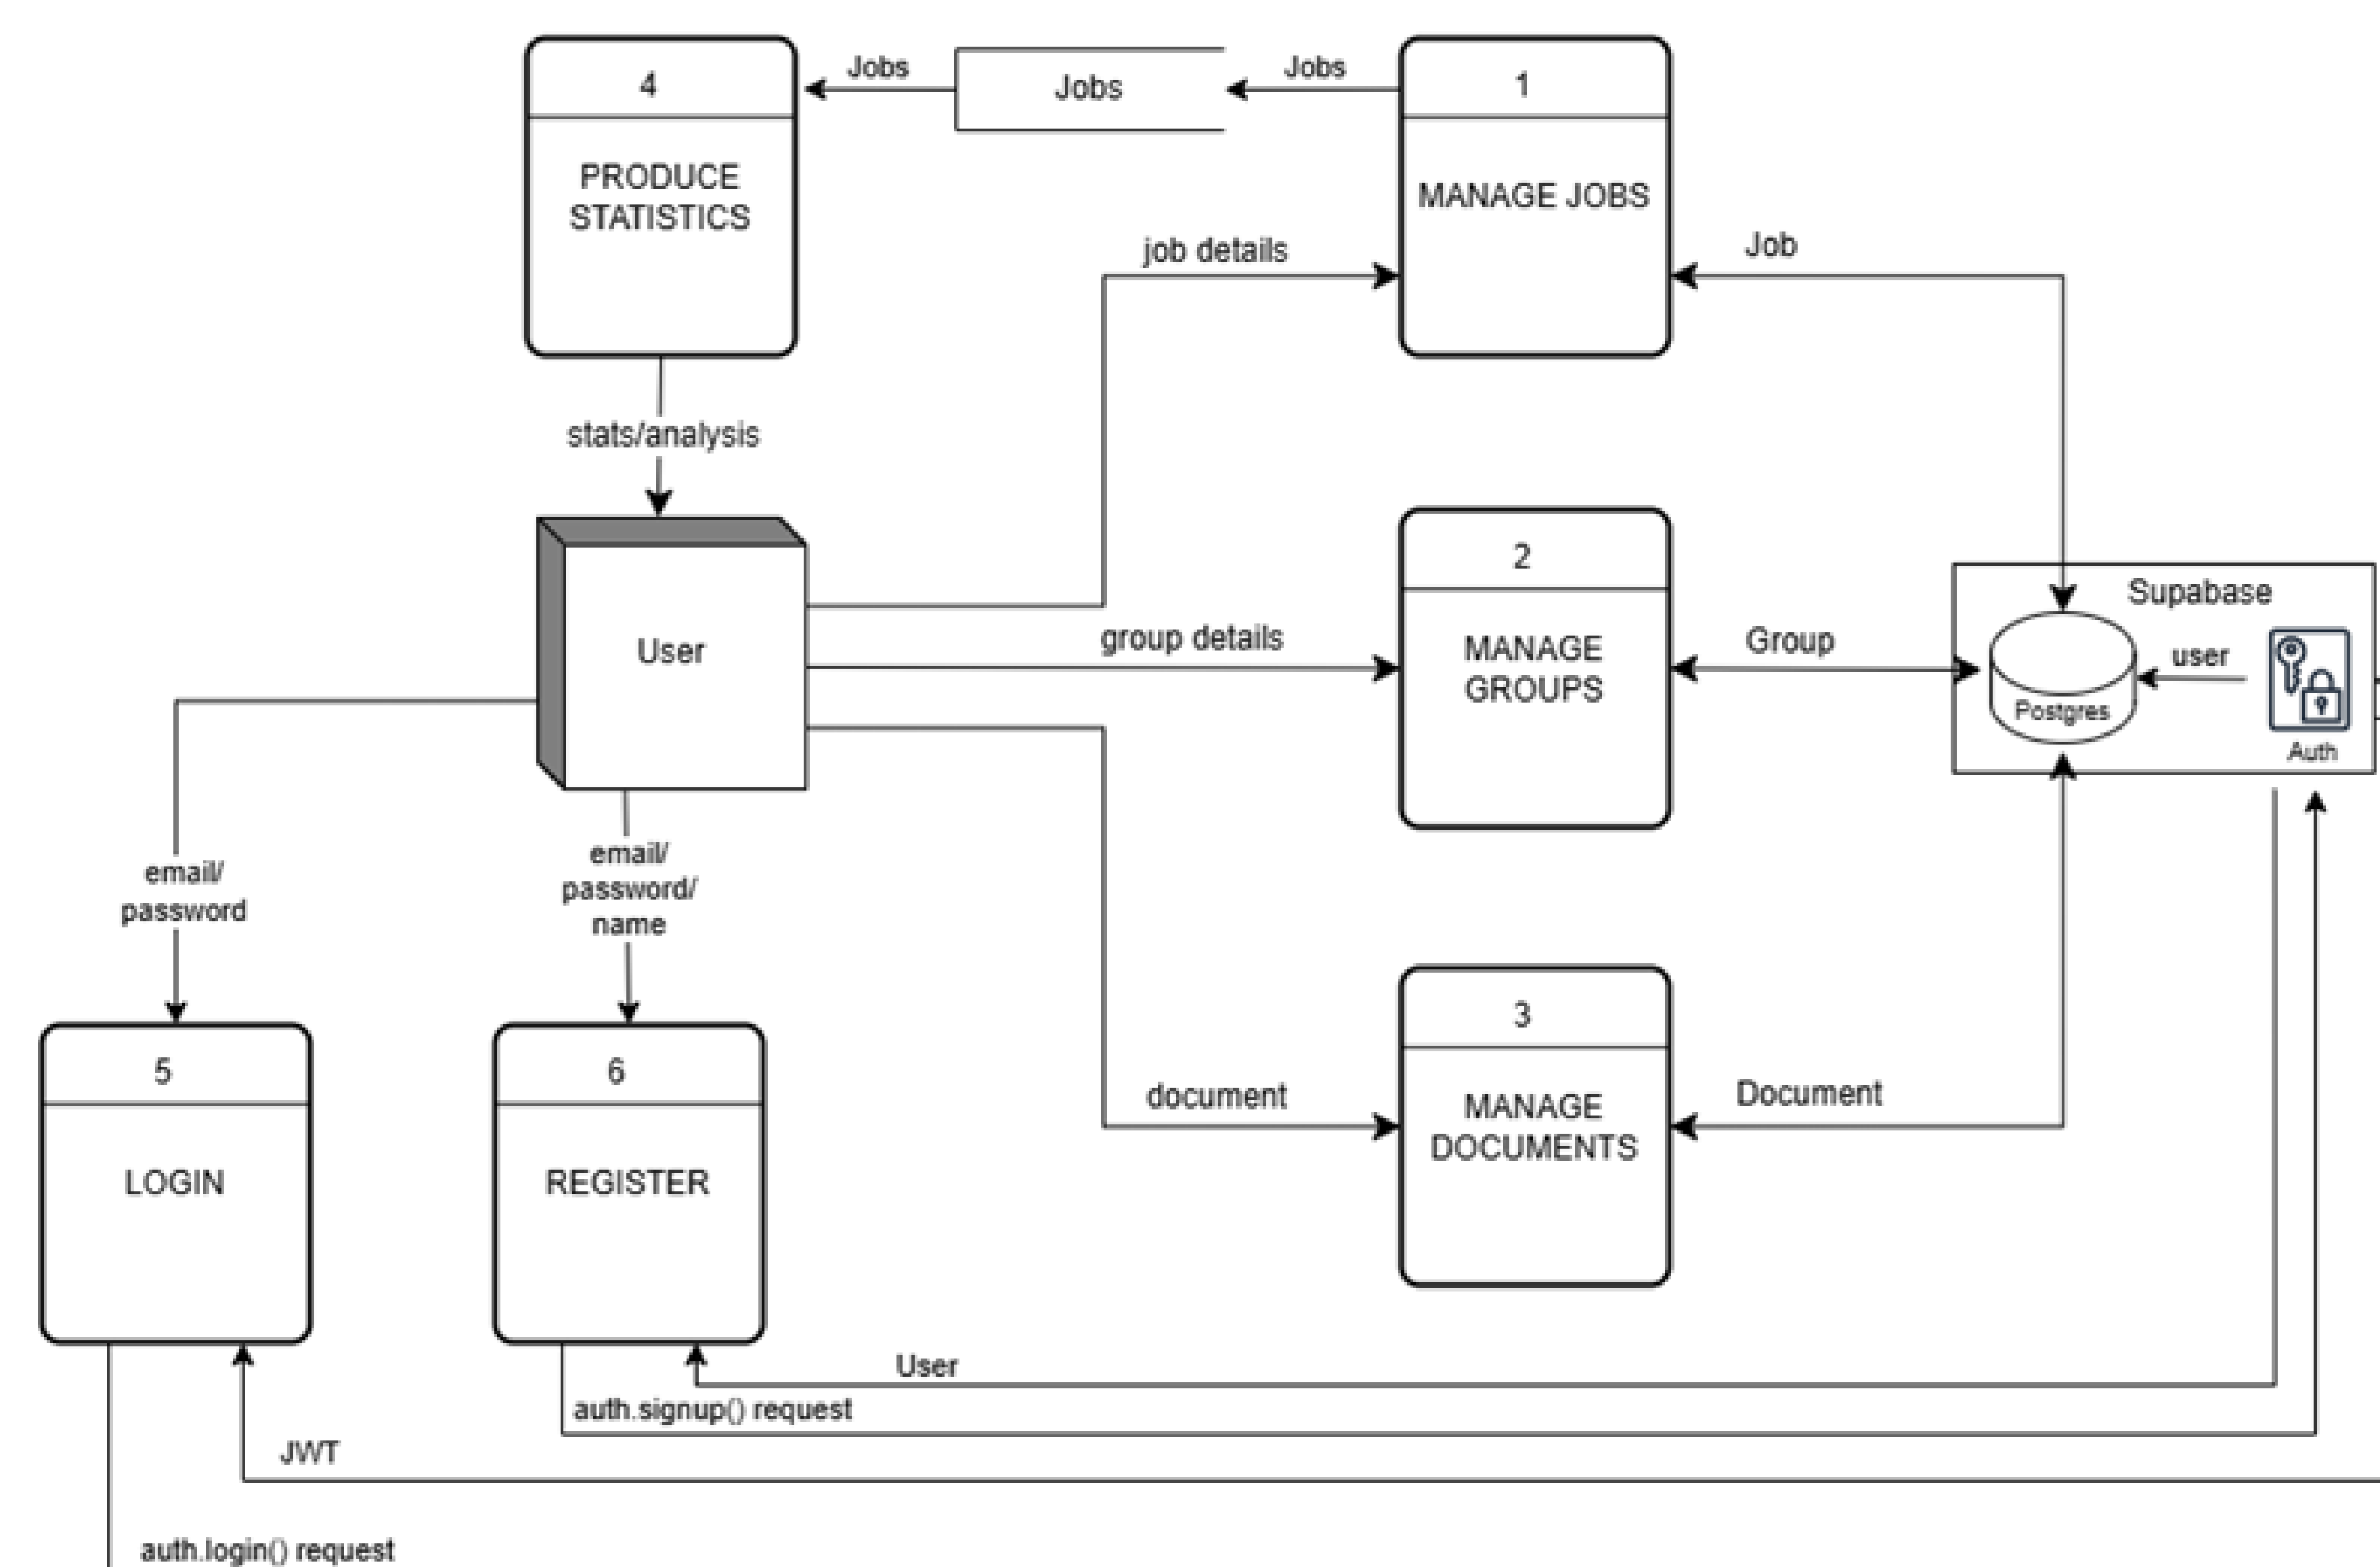 4
PRODUCE
STATISTICS
Jobs
Jobs
Jobs
1
MANAGE JOBS
job details
Job
stats/analysis
User
group details
2
MANAGE
GROUPS
Group
Supabase
Postgres
user
Auth
email/
password
email/
password/
name
5
LOGIN
6
REGISTER
document
3
MANAGE
DOCUMENTS
Document
User
auth.signup() request
JWT
auth.login() request